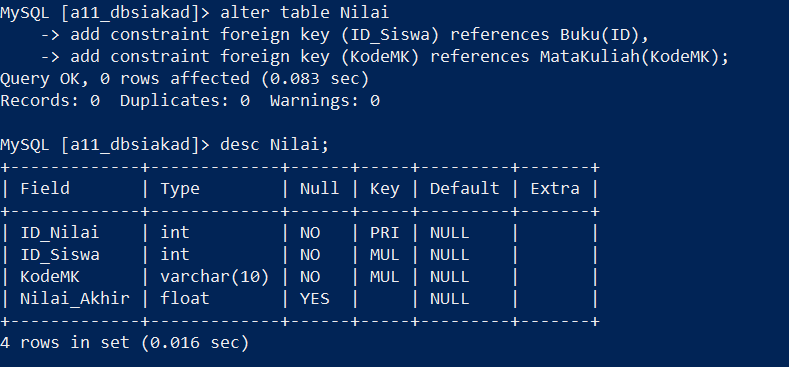 MySQL [a11_dbsiakad]> alter table Nilai
    -> add constraint foreign key (ID_Siswa) references Buku(ID),
    -> add constraint foreign key (KodeMK) references MataKuliah(KodeMK);
Query OK, 0 rows affected (0.083 sec)
Records: 0  Duplicates: 0  Warnings: 0

MySQL [a11_dbsiakad]> desc Nilai;
+-------------+-------------+------+-----+---------+-------+
| Field       | Type        | Null | Key | Default | Extra |
+-------------+-------------+------+-----+---------+-------+
| ID_Nilai    | int         | NO   | PRI | NULL    |       |
| ID_Siswa    | int         | NO   | MUL | NULL    |       |
| KodeMK      | varchar(10) | NO   | MUL | NULL    |       |
| Nilai_Akhir | float       | YES  |     | NULL    |       |
+-------------+-------------+------+-----+---------+-------+
4 rows in set (0.016 sec)